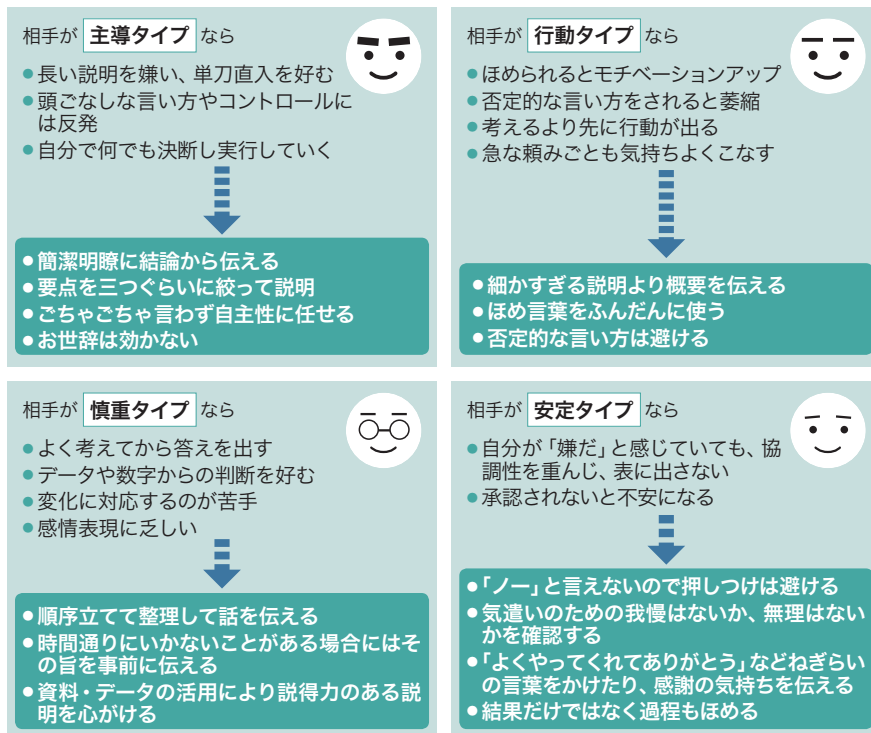 相手が 主導タイプ なら
●長い説明を嫌い、単刀直入を好む
●頭ごなしな言い方やコントロールに
は反発
●自分で何でも決断し実行していく
●簡潔明瞭に結論から伝える
●要点を三つぐらいに絞って説明
●ごちゃごちゃ言わず自主性に任せる
●お世辞は効かない
相手が 行動タイプ なら
●ほめられるとモチベーションアップ
●否定的な言い方をされると萎縮
●考えるより先に行動が出る
●急な頼みごとも気持ちよくこなす
●細かすぎる説明より概要を伝える
●ほめ言葉をふんだんに使う
●否定的な言い方は避ける
相手が 慎重タイプ なら
●よく考えてから答えを出す
●データや数字からの判断を好む
●変化に対応するのが苦手
●感情表現に乏しい
●順序立てて整理して話を伝える
●時間通りにいかないことがある場合にはそ
の旨を事前に伝える
●資料・データの活用により説得力のある説
明を心がける
相手が 安定タイプ なら
●自分が「嫌だ」と感じていても、協
調性を重んじ、表に出さない
●承認されないと不安になる
●「ノー」と言えないので押しつけは避ける
●気遣いのための我慢はないか、無理はない
かを確認する
●「よくやってくれてありがとう」などねぎらい
の言葉をかけたり、感謝の気持ちを伝える
●結果だけではなく過程もほめる